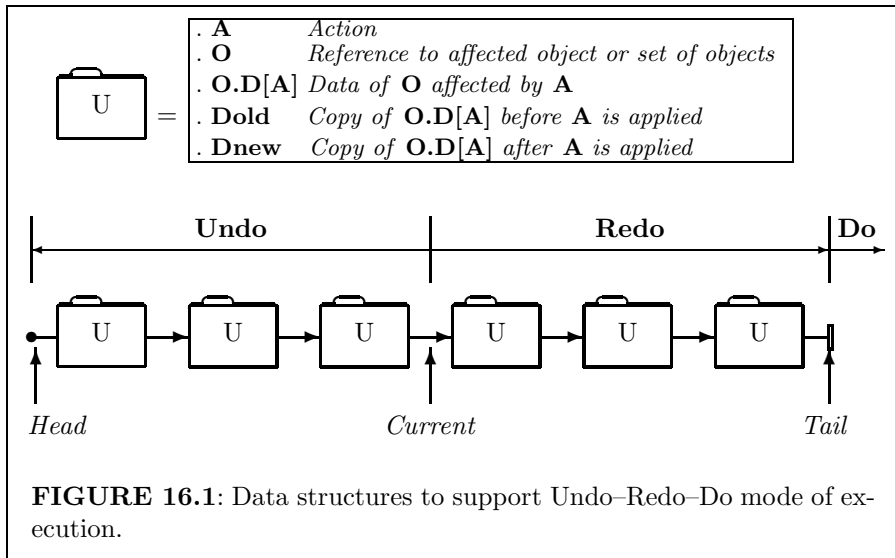 . A Action
. O Reference to affected object or set of objects
. O.D[A] Data of O affected by A
. Dold Copy of O.D[A] before A is applied
. Dnew Copy of O.D[A] after A is applied
U =
Undo Redo Do
U U U U U U
Head Current Tail
FIGURE 16.1: Data structures to support Undo–Redo–Do mode of ex-
ecution.